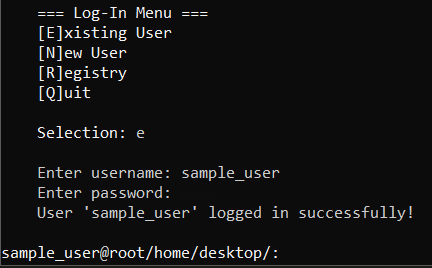 === Log-In Menu ===
[E]xisting User
[N]ew User
[R]egistry
[Q]uit
Selection: e
Enter username: sample_user
Enter password:
User 'sample_user' logged in successfully!
sample_user@root/home/desktop/: